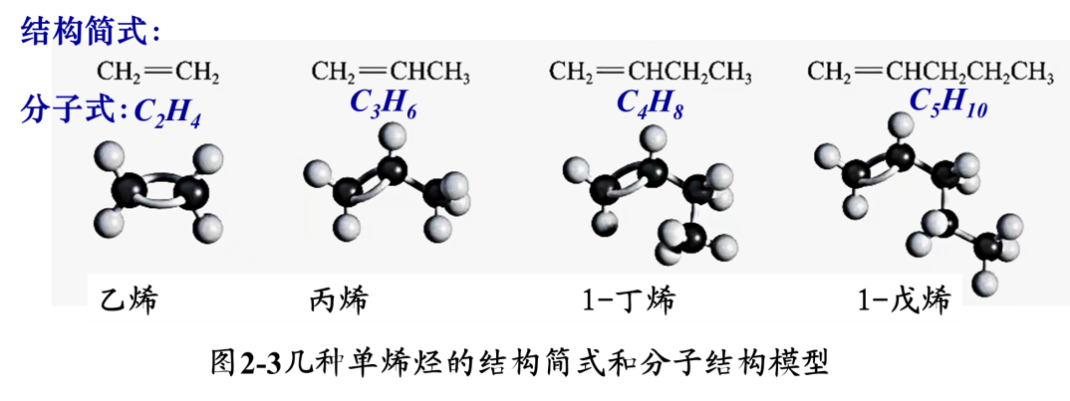 结构简式:
CH₂=CH₂ CH₂=CHCH₃ CH₂=CHCH₂CH₃ CH₂=CHCH₂CH₂CH₃
分子式:C₂H₄ C₃H₆ C₄H₈ C₅H₁₀
乙烯 丙烯 1-丁烯 1-戊烯
图2-3几种单烯烃的结构简式和分子结构模型